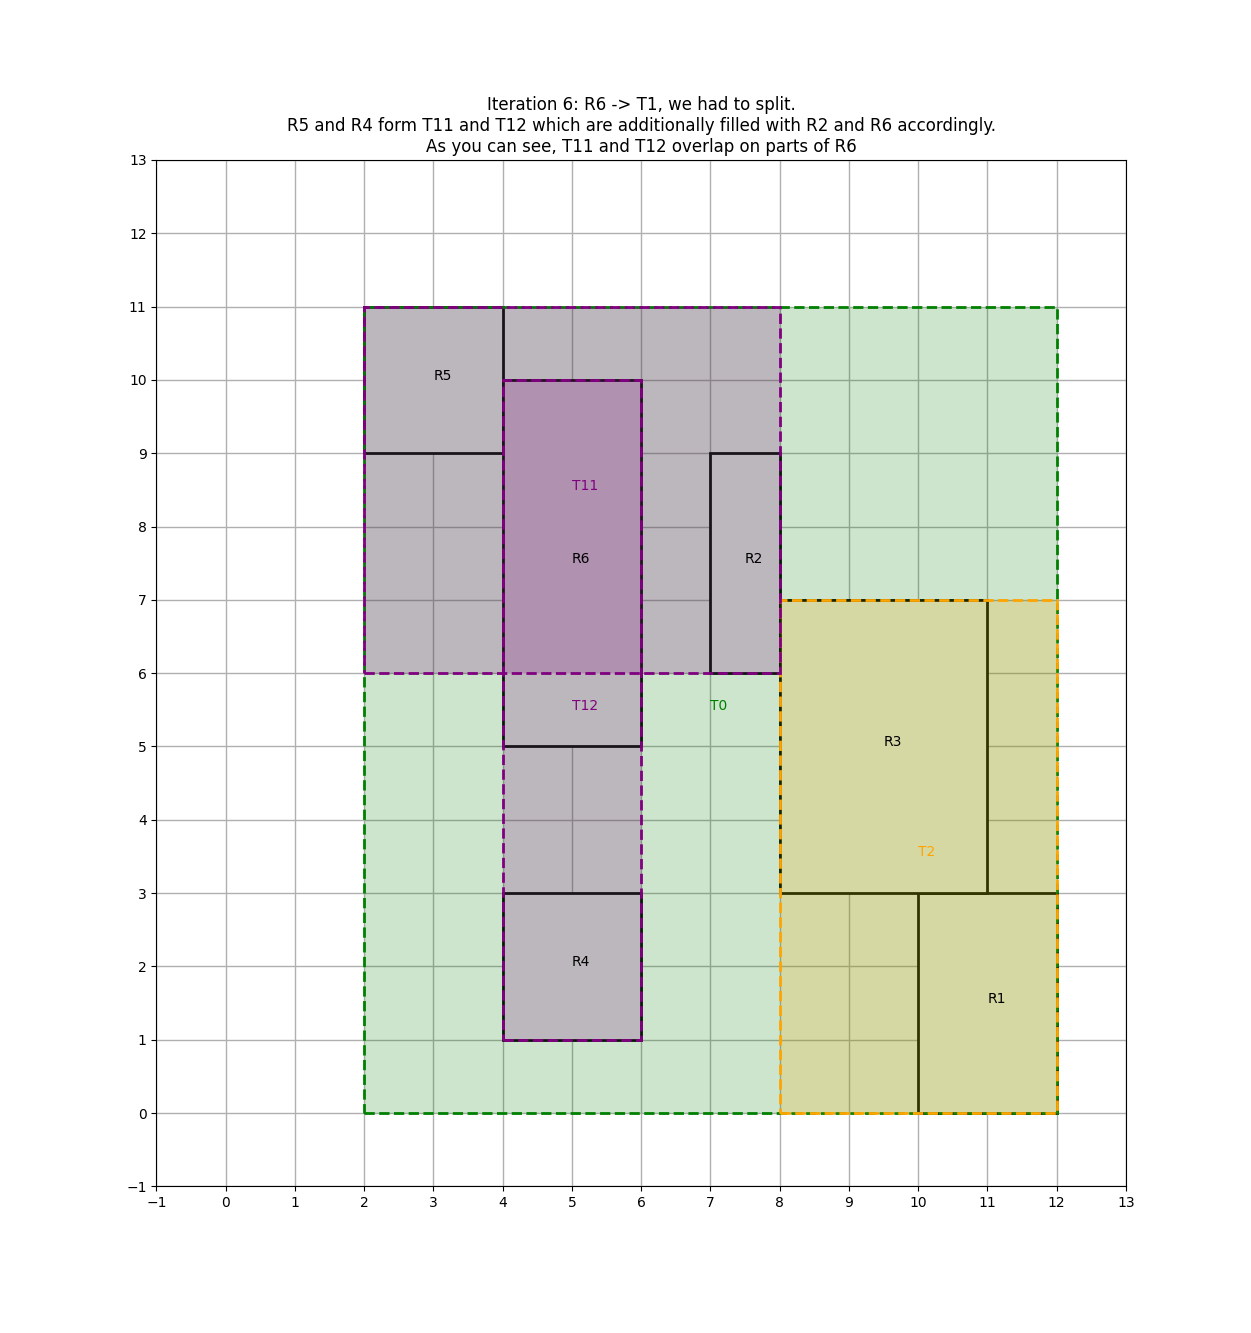 Iteration 6: R6 -> T1, we had to split.
R5 and R4 form T11 and T12 which are additionally filled with R2 and R6 accordingly.
As you can see, T11 and T12 overlap on parts of R6
13
12
11
10
9
8
7
6
5
4
3
2
1
0
−1
R5
T11
R6
R2
T12
T0
R3
T2
R4
R1
−1 0 1 2 3 4 5 6 7 8 9 10 11 12 13